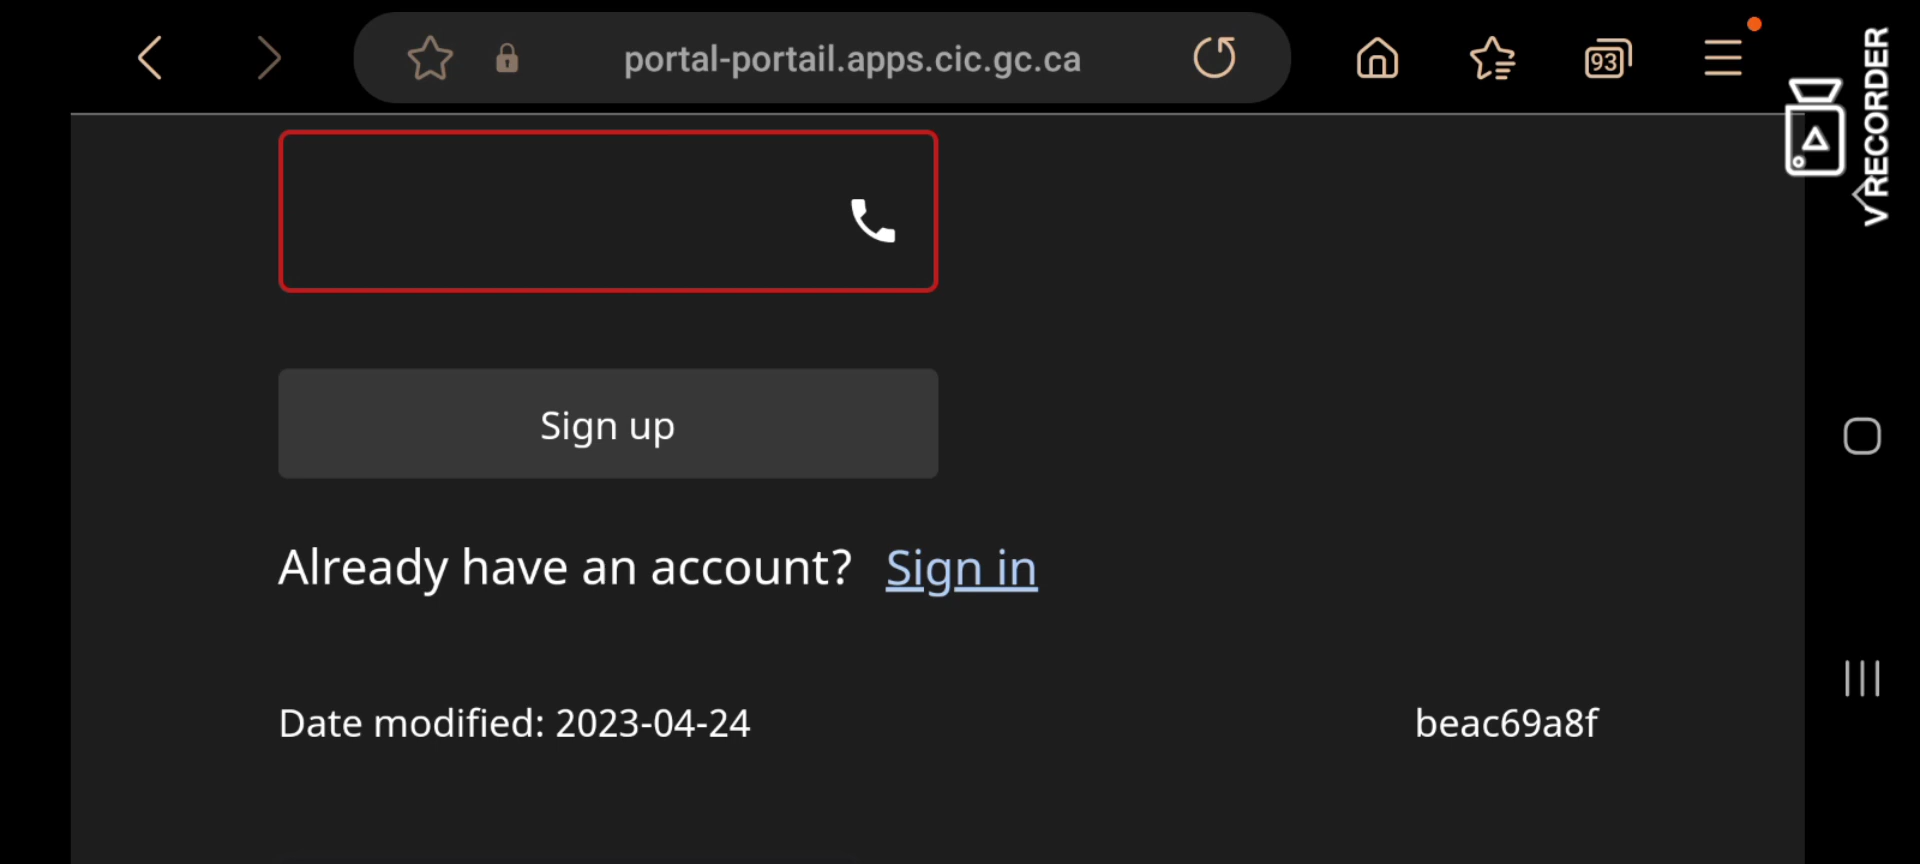 portal-portail.apps.cic.gc.ca
93
VRECORDER
Sign up
Already have an account? Sign in
Date modified: 2023-04-24
beac69a8f